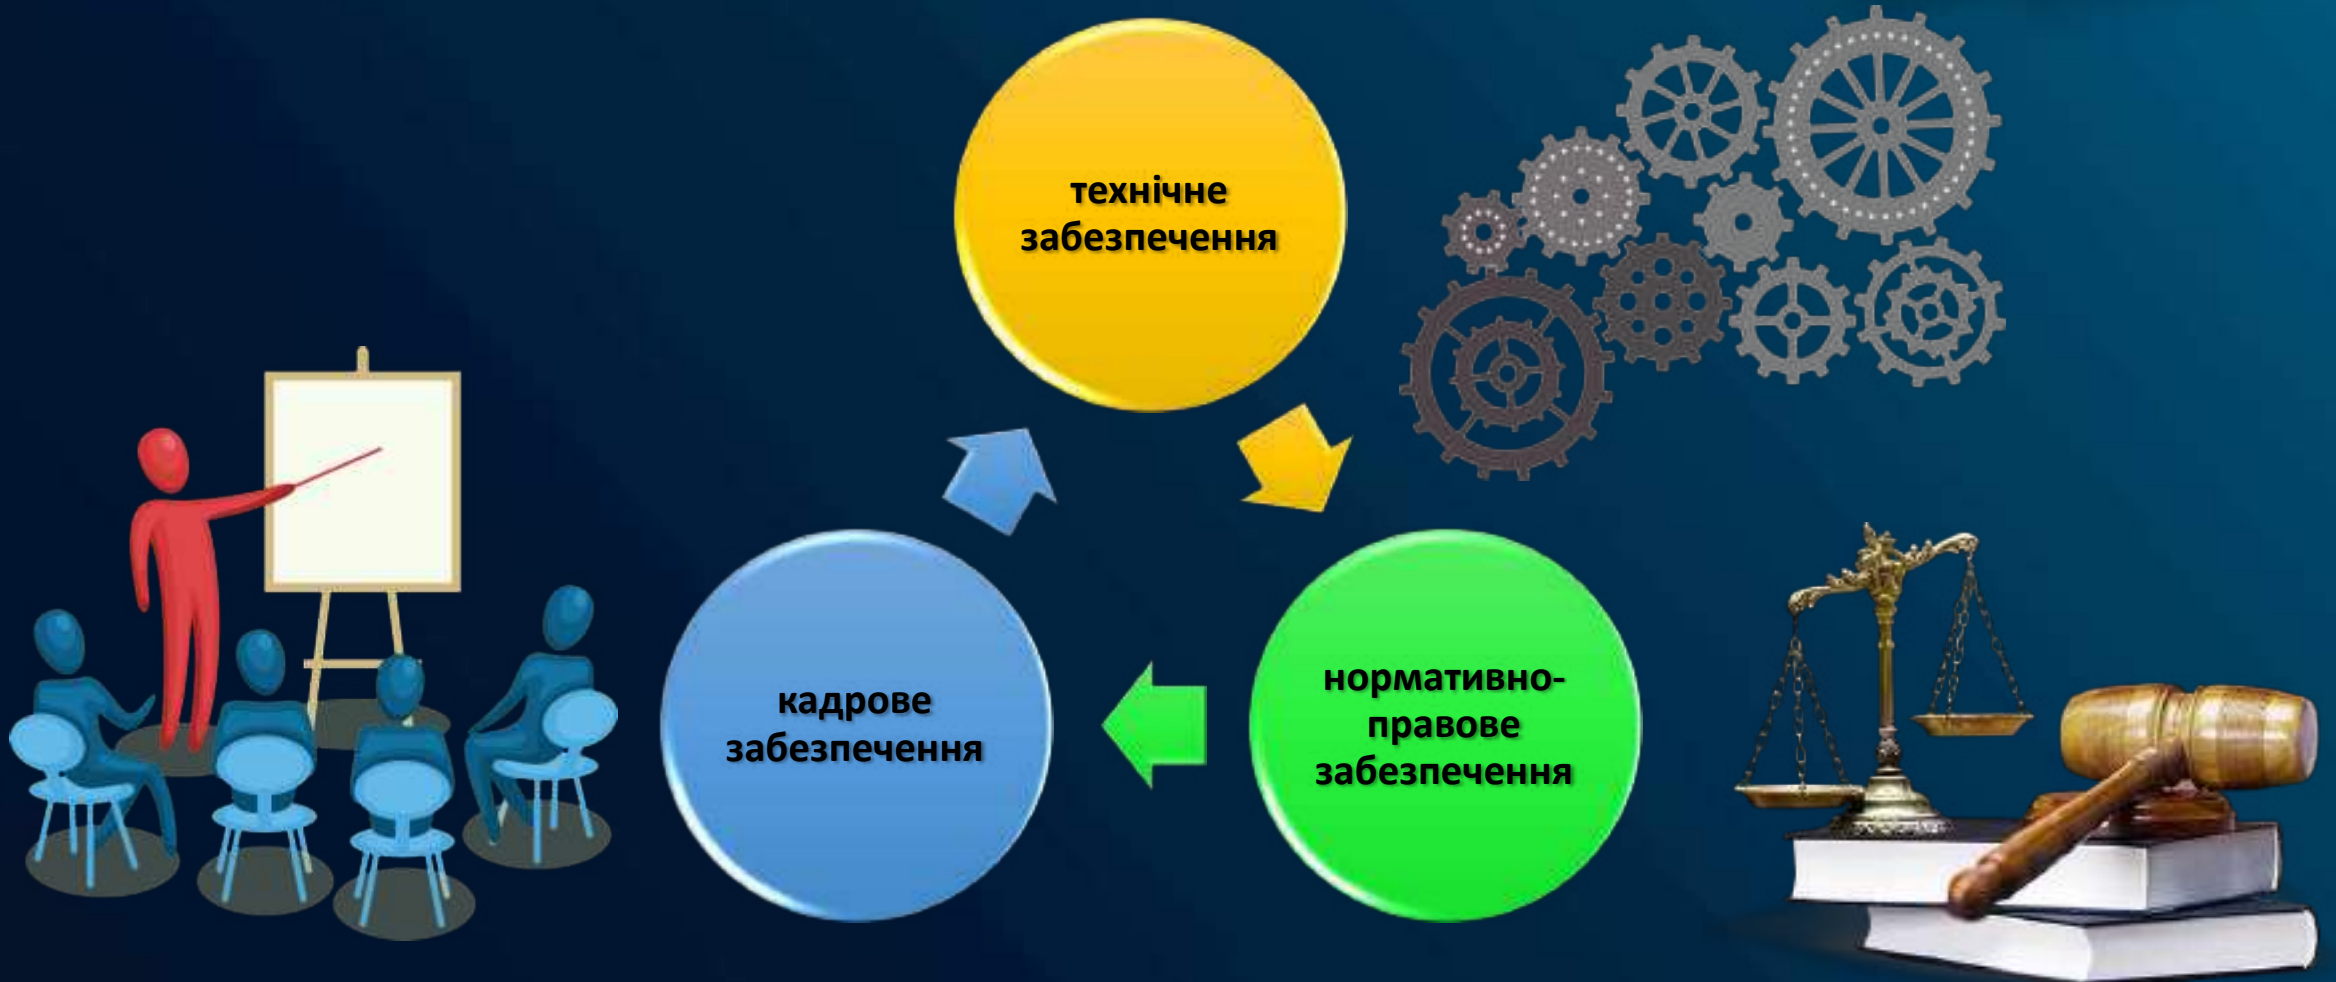 технічне
забезпечення
нормативно-
правове
забезпечення
кадрове
забезпечення